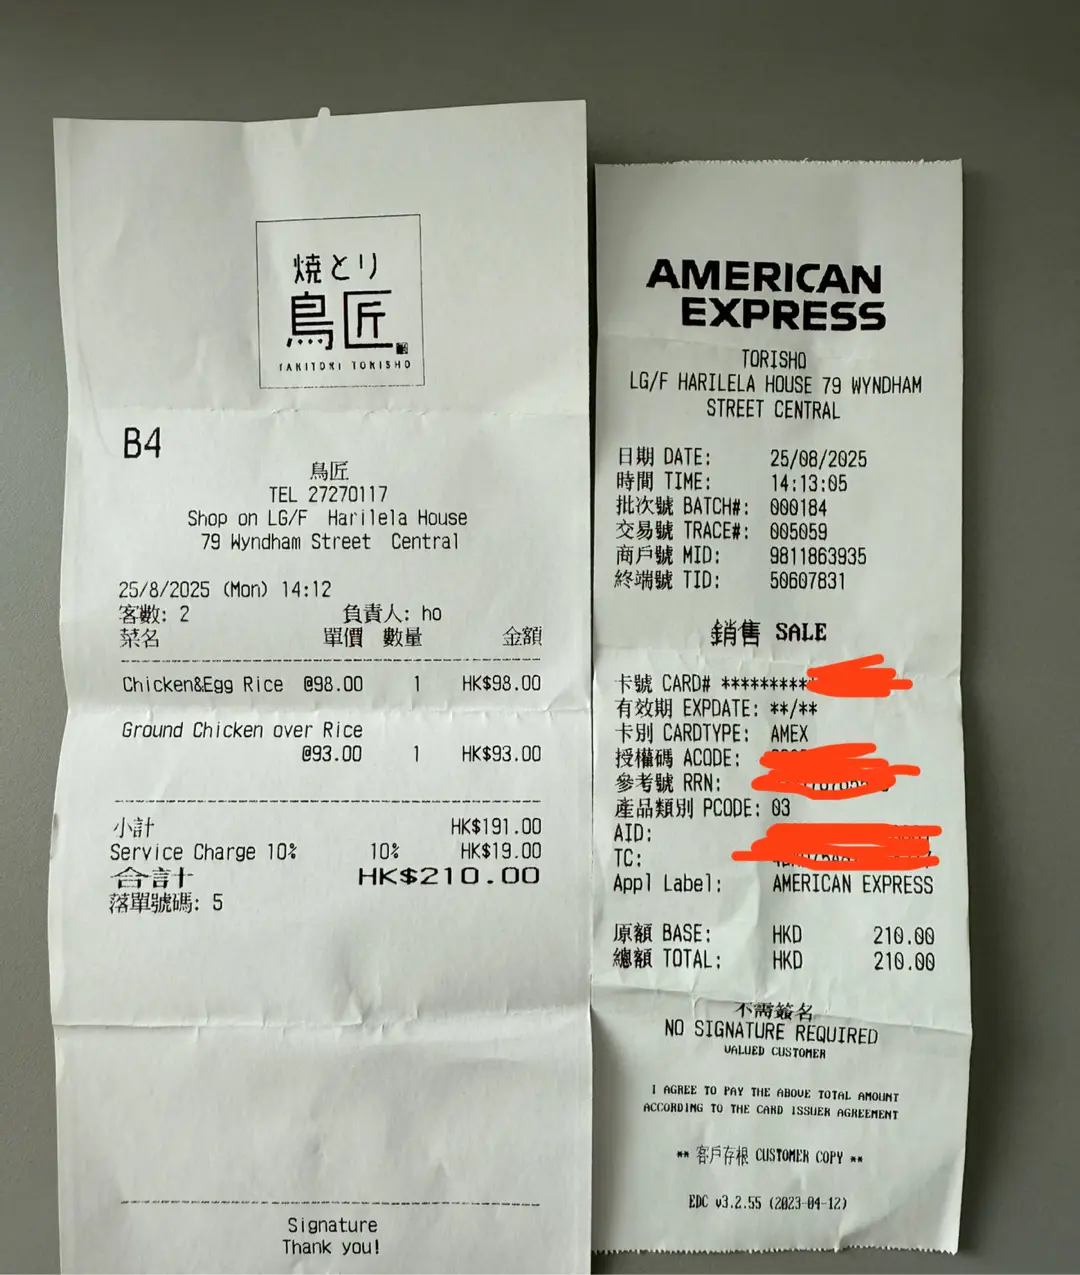 焼とり
鳥匠
YAKITORI TORISHO
B4
鳥匠
TEL 27270117
Shop on LG/F Harilela House
79 Wyndham Street Central
25/8/2025 (Mon) 14:12
客數: 2 負責人: ho
菜名 單價 數量 金額
Chicken&Egg Rice @98.00 1 HK$98.00
Ground Chicken over Rice
@93.00 1 HK$93.00
小計 HK$191.00
Service Charge 10% 10% HK$19.00
合計 HK$210.00
落單號碼: 5
Signature
Thank you!
AMERICAN
EXPRESS
TORISHO
LG/F HARILELA HOUSE 79 WYNDHAM
STREET CENTRAL
日期 DATE: 25/08/2025
時間 TIME: 14:13:05
批次號 BATCH#: 000184
交易號 TRACE#: 005059
商戶號 MID: 9811863935
終端號 TID: 50607831
銷售 SALE
卡號 CARD# *********
有效期 EXPDATE: **/**
卡別 CARDTYPE: AMEX
授權碼 ACODE:
參考號 RRN:
產品類別 PCODE: 03
AID:
TC:
Appl Label: AMERICAN EXPRESS
原額 BASE: HKD 210.00
總額 TOTAL: HKD 210.00
不需簽名
NO SIGNATURE REQUIRED
VALUED CUSTOMER
I AGREE TO PAY THE ABOVE TOTAL AMOUNT
ACCORDING TO THE CARD ISSUER AGREEMENT
** 客戶存根 CUSTOMER COPY **
EDC v3.2.55 (2023-04-12)